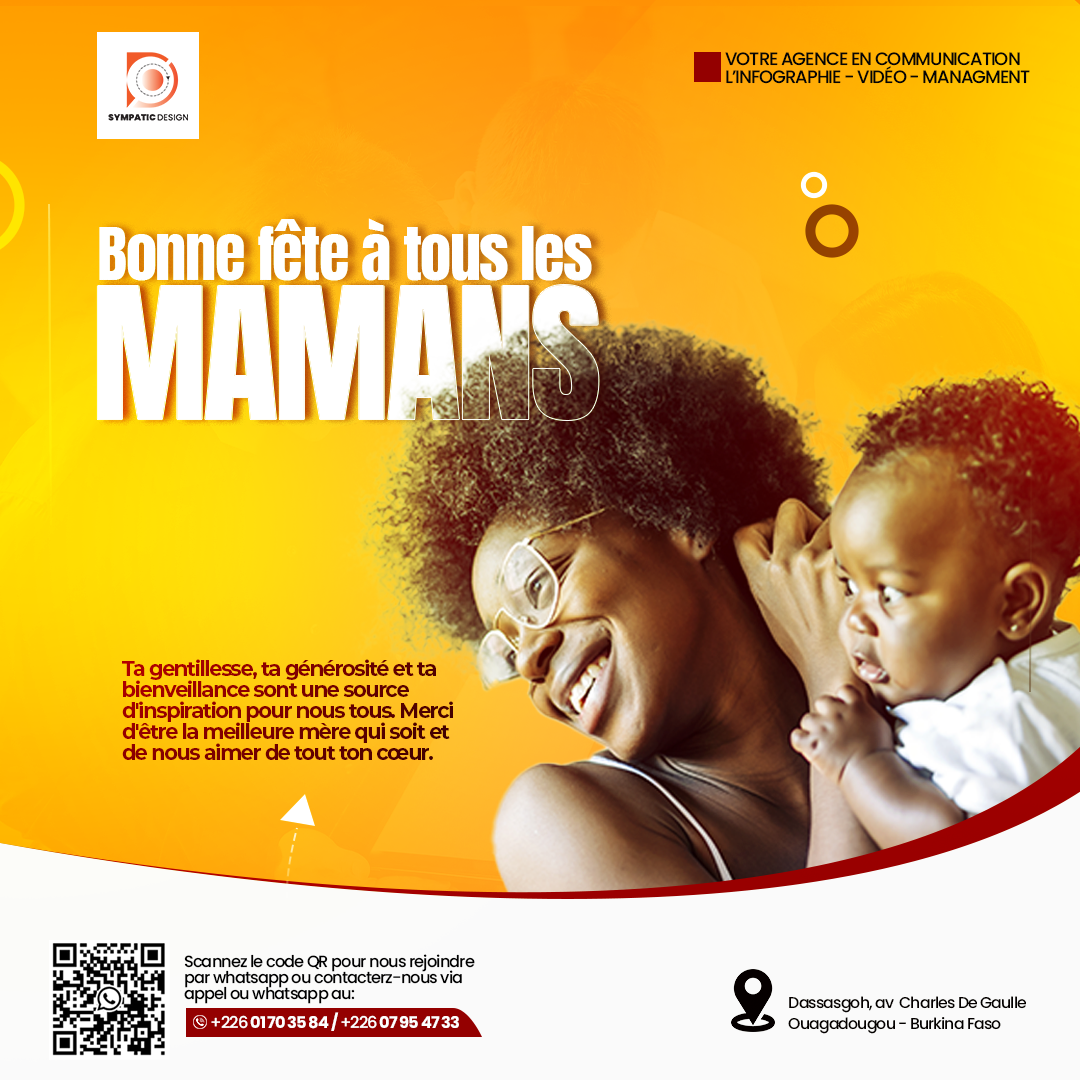 SYMPATIC DESIGN
VOTRE AGENCE EN COMMUNICATION
L'INFOGRAPHIE - VIDÉO - MANAGMENT
Bonne fête à tous les
MAMANS
Ta gentillesse, ta générosité et ta
bienveillance sont une source
d'inspiration pour nous tous. Merci
d'être la meilleure mère qui soit et
de nous aimer de tout ton cœur.
Scannez le code QR pour nous rejoindre
par whatsapp ou contacterz-nous via
appel ou whatsapp au:
+226 01 70 35 84 / +226 07 95 47 33
Dassasgoh, av Charles De Gaulle
Ouagadougou - Burkina Faso